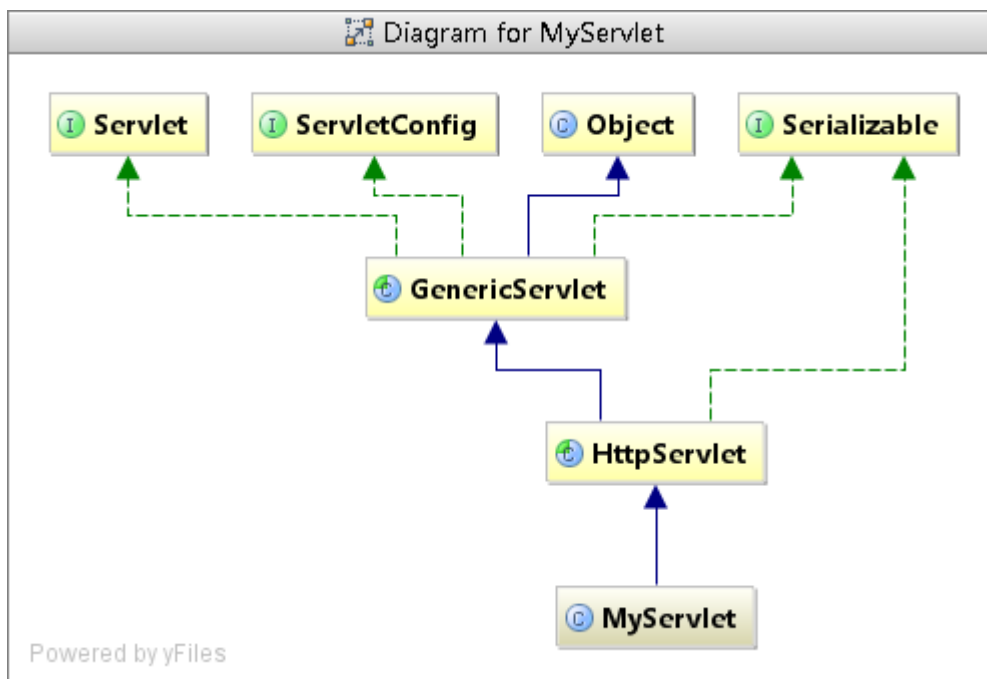 Diagram for MyServlet
I Servlet
I ServletConfig
C Object
I Serializable
C GenericServlet
C HttpServlet
C MyServlet
Powered by yFiles